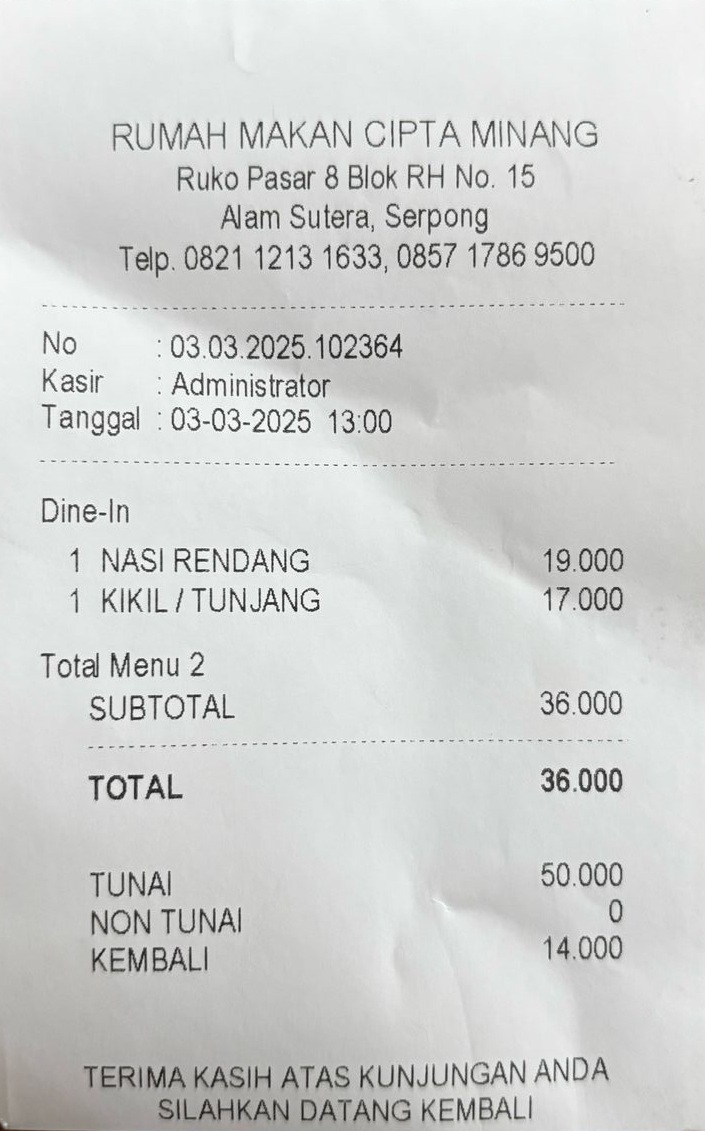 RUMAH MAKAN CIPTA MINANG
Ruko Pasar 8 Blok RH No. 15
Alam Sutera, Serpong
Telp. 0821 1213 1633, 0857 1786 9500
No : 03.03.2025.102364
Kasir : Administrator
Tanggal : 03-03-2025 13:00
Dine-In
1 NASI RENDANG 19.000
1 KIKIL / TUNJANG 17.000
Total Menu 2
SUBTOTAL 36.000
TOTAL 36.000
TUNAI 50.000
NON TUNAI 0
KEMBALI 14.000
TERIMA KASIH ATAS KUNJUNGAN ANDA
SILAHKAN DATANG KEMBALI